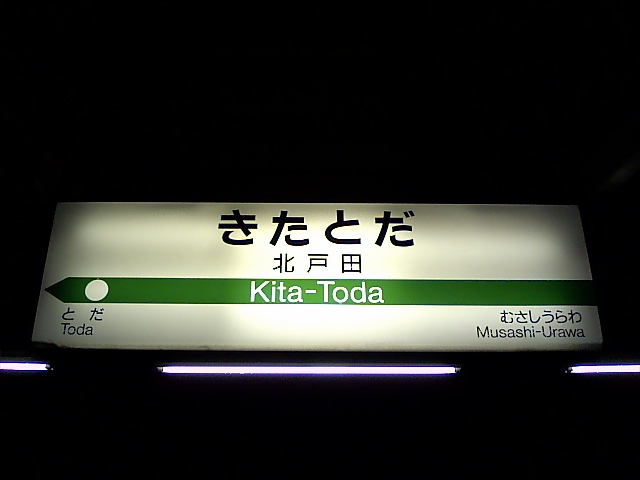 きたとだ
北戸田
Kita-Toda
とだ
Toda
むさしうらわ
Musashi-Urawa